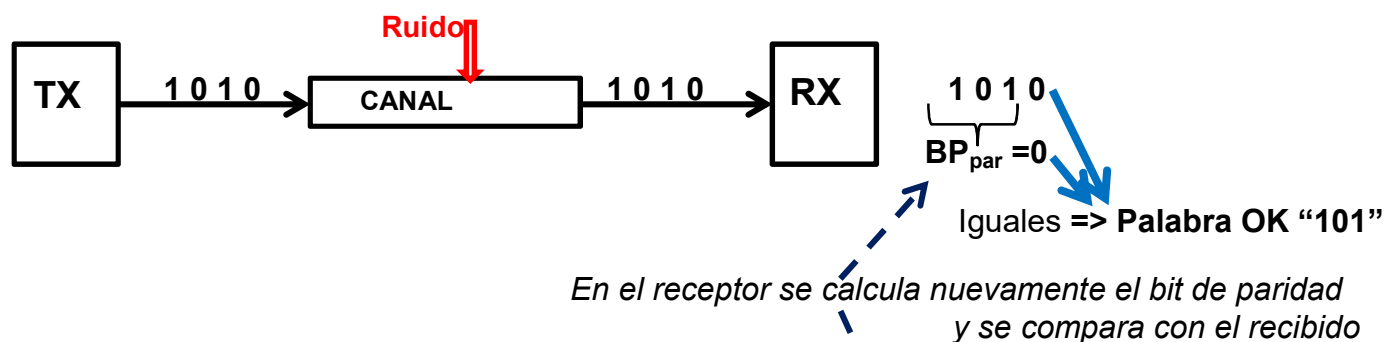 Ruido
TX
1 0 1 0
CANAL
1 0 1 0
RX
1 0 1 0
BPpar =0
Iguales => Palabra OK “101”
En el receptor se calcula nuevamente el bit de paridad
y se compara con el recibido